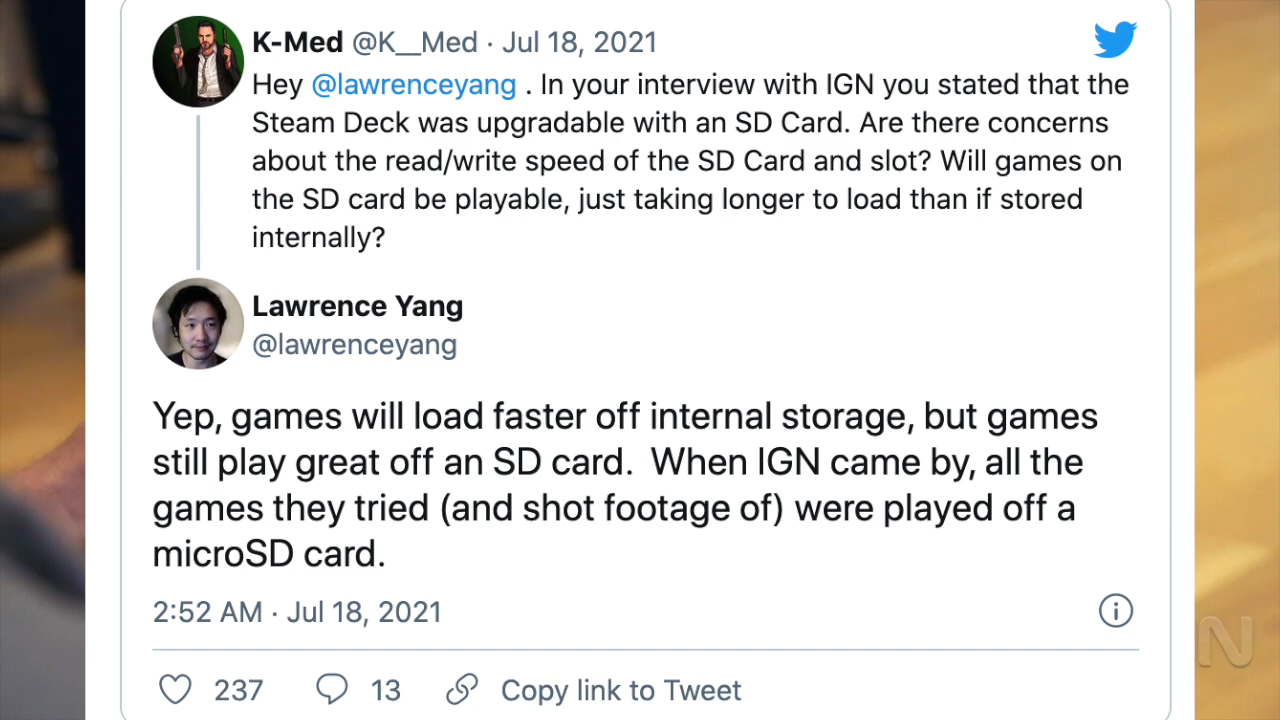 K-Med @K__Med · Jul 18, 2021
Hey @lawrenceyang . In your interview with IGN you stated that the
Steam Deck was upgradable with an SD Card. Are there concerns
about the read/write speed of the SD Card and slot? Will games on
the SD card be playable, just taking longer to load than if stored
internally?
Lawrence Yang
@lawrenceyang
Yep, games will load faster off internal storage, but games
still play great off an SD card.  When IGN came by, all the
games they tried (and shot footage of) were played off a
microSD card.
2:52 AM · Jul 18, 2021
237 13 Copy link to Tweet
N